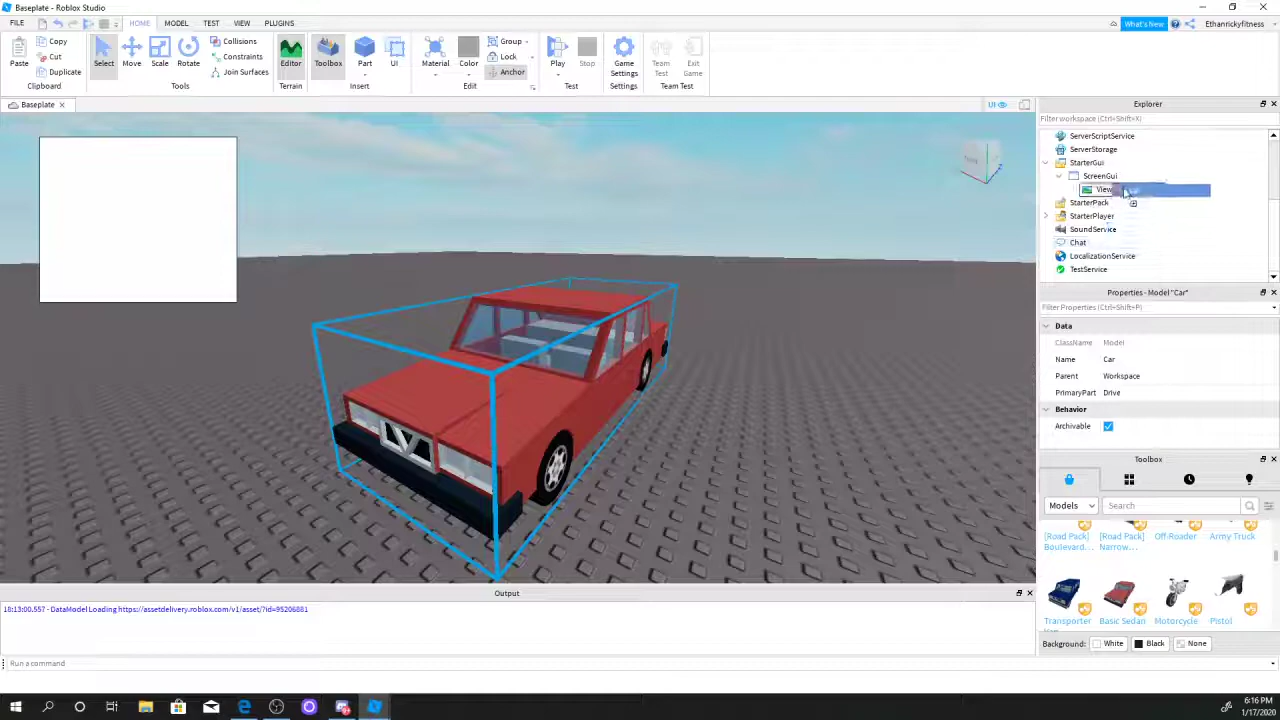 Baseplate - Roblox Studio
FILE
HOME
MODEL
TEST
VIEW
PLUGINS
What's New
Ethanrickyfitness
Paste
Copy
Cut
Duplicate
Clipboard
Select
Move
Scale
Rotate
Collisions
Constraints
Join Surfaces
Tools
Editor
Terrain
Toolbox
Part
UI
Insert
Material
Color
Group
Lock
Anchor
Edit
Play
Stop
Test
Game Settings
Settings
Team Test
Exit Game
Team Test
Baseplate
UI
Explorer
Filter workspace (Ctrl+Shift+X)
ServerScriptService
ServerStorage
StarterGui
ScreenGui
View
StarterPack
StarterPlayer
SoundService
Chat
LocalizationService
TestService
Properties - Model "Car"
Filter Properties (Ctrl+Shift+P)
Data
ClassName Model
Name Car
Parent Workspace
PrimaryPart Drive
Behavior
Archivable
Toolbox
Models
Search
[Road Pack] Boulevard...
[Road Pack] Narrow...
Off-Roader
Army Truck
Transporter
Basic Sedan
Motorcycle
Pistol
Background: White Black None
Output
18:13:00.557 - DataModel Loading https://assetdelivery.roblox.com/v1/asset/?id=95206881
Run a command
6:16 PM
1/17/2020